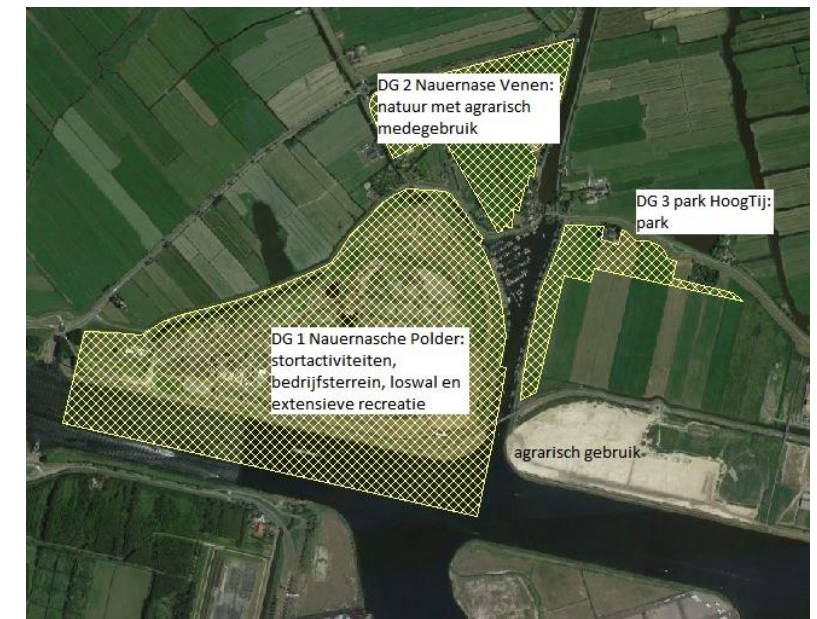 DG 2 Nauernase Venen:
natuur met agrarisch
medegebruik
DG 3 park HoogTij:
park
DG 1 Nauernasche Polder:
stortactiviteiten,
bedrijfsterrein, loswal en
extensieve recreatie
agrarisch gebruik